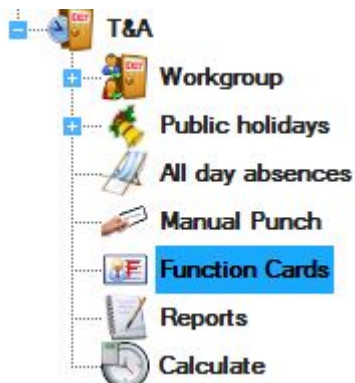 T&A
Workgroup
Public holidays
All day absences
Manual Punch
Function Cards
Reports
Calculate